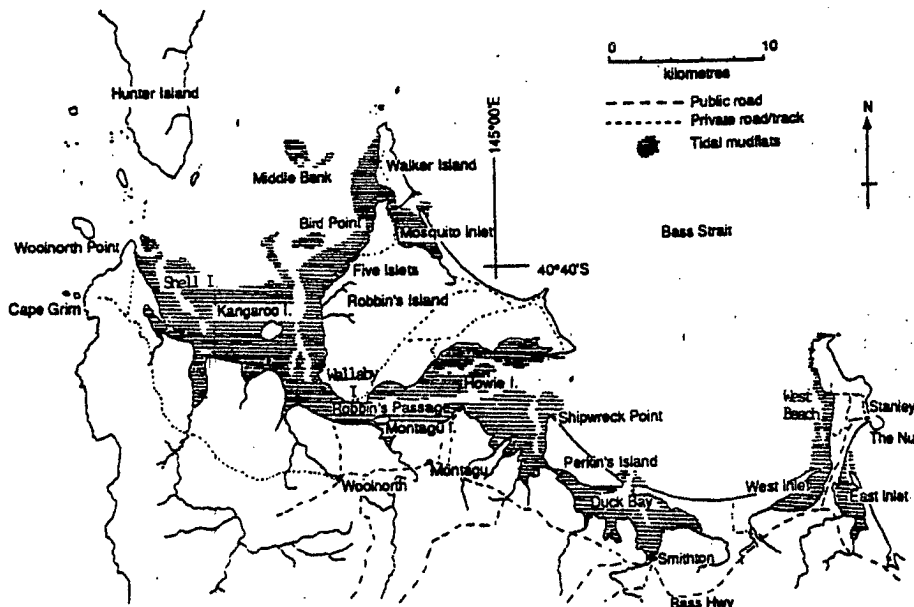 0 10
kilometres
Public road
Private road/track
Tidal mudflats
N
Hunter Island
145°00'E
Walker Island
Middle Bank
Bird Point
Mosquito Inlet
Bass Strait
Woolnorth Point
Five Islets
40°40'S
Shell I.
Robbin's Island
Cape Grim
Kangaroo I.
Wallaby
I.
Howie I.
Robbin's Passage
Shipwreck Point
West
Beach
Stanley
Montagu I.
The Nu
Perkin's Island
Montagu
Woolnorth
West Inlet
Duck Bay
East Inlet
Smithton
Bass Hwy